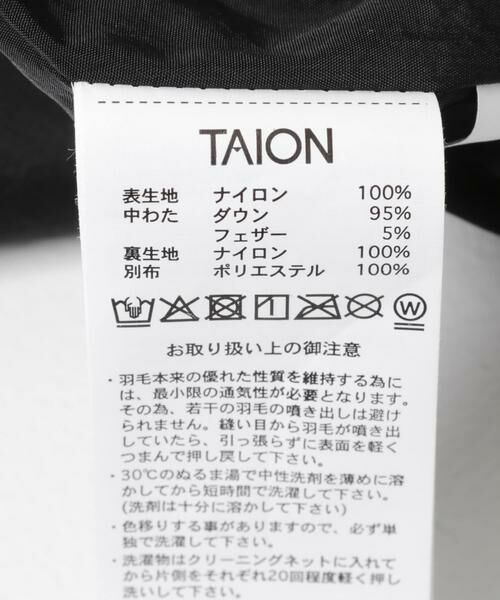 TAION
表生地 ナイロン 100%
中わた ダウン 95%
フェザー 5%
裏生地 ナイロン 100%
別布 ポリエステル 100%
W
お取り扱い上の御注意
・羽毛本来の優れた性質を維持する為に
は、最小限の通気性が必要となります。
その為、若干の羽毛の噴き出しは避け
られません。縫い目から羽毛が噴き出
していたら、引っ張らずに表面を軽く
つまんで押し戻して下さい。
・30℃のぬるま湯で中性洗剤を薄めに溶
かしてから短時間で洗濯して下さい。
(洗剤は十分に溶かして下さい)
・色移りする事がありますので、必ず単
独で洗濯して下さい。
・洗濯物はクリーニングネットに入れて
から片側をそれぞれ20回程度軽く押し
洗いして下さい。